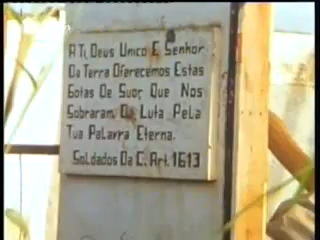 A Ti, Deus Unico E Senhor
Da Terra Oferecemos Estas
Gotas De Suor Que Nos
Sobraram Da Luta Pela
Tua Palavra Eterna.
Soldados Da C. Art. 1613